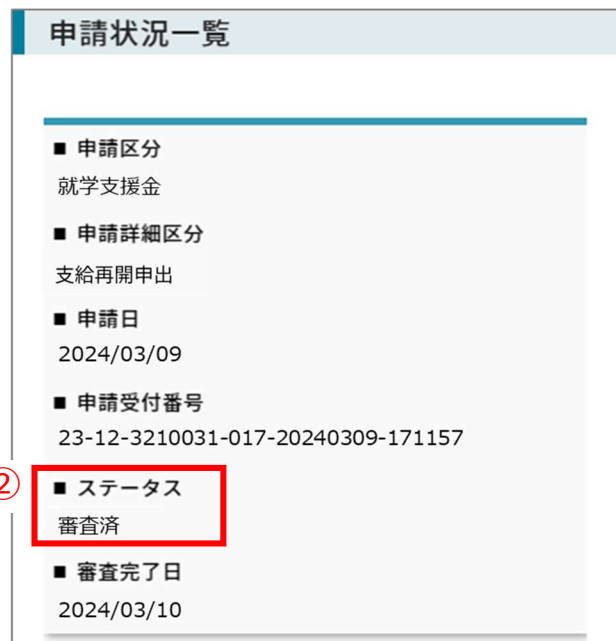 申請状況一覧
■ 申請区分
就学支援金
■ 申請詳細区分
支給再開申出
■ 申請日
2024/03/09
■ 申請受付番号
23-12-3210031-017-20240309-171157
②
■ ステータス
審査済
■ 審査完了日
2024/03/10